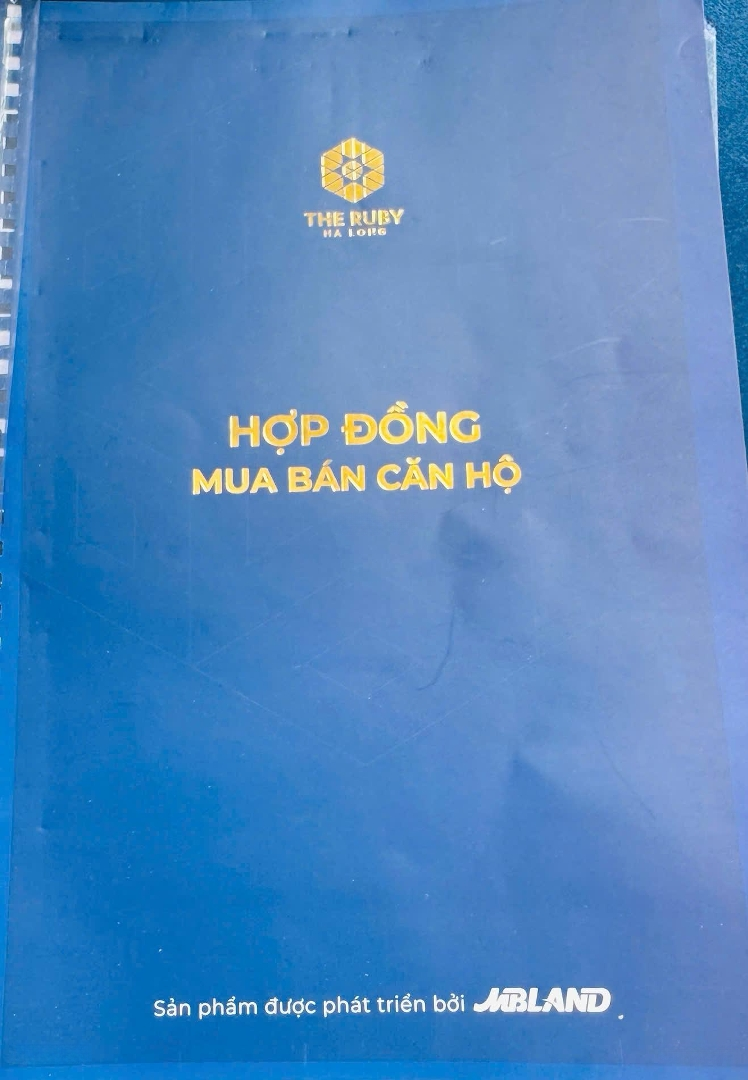 THE RUBY
HA LONG
HỢP ĐỒNG
MUA BÁN CĂN HỘ
Sản phẩm được phát triển bởi MBLAND